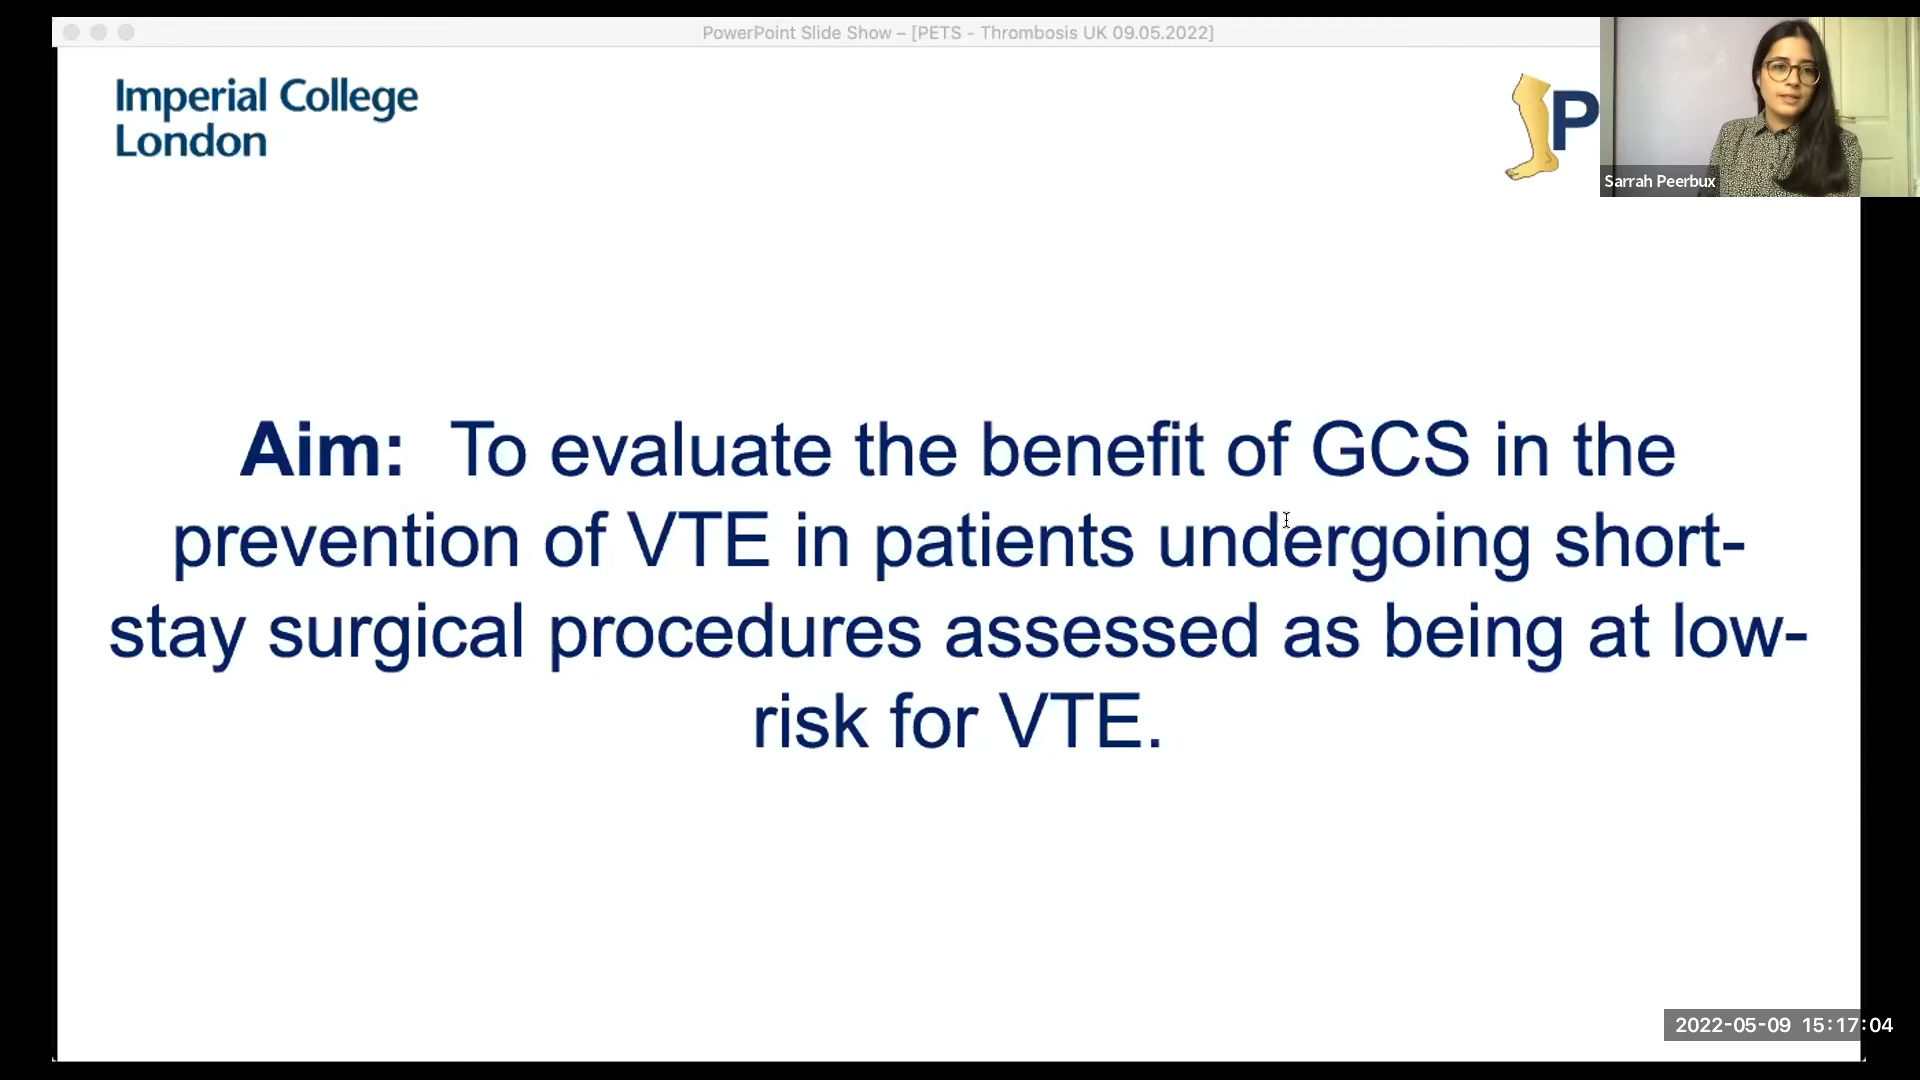 PowerPoint Slide Show – [PETS - Thrombosis UK 09.05.2022]
Imperial College
London
P
Sarrah Peerbux
Aim: To evaluate the benefit of GCS in the
prevention of VTE in patients undergoing short-
stay surgical procedures assessed as being at low-
risk for VTE.
2022-05-09 15:17:04